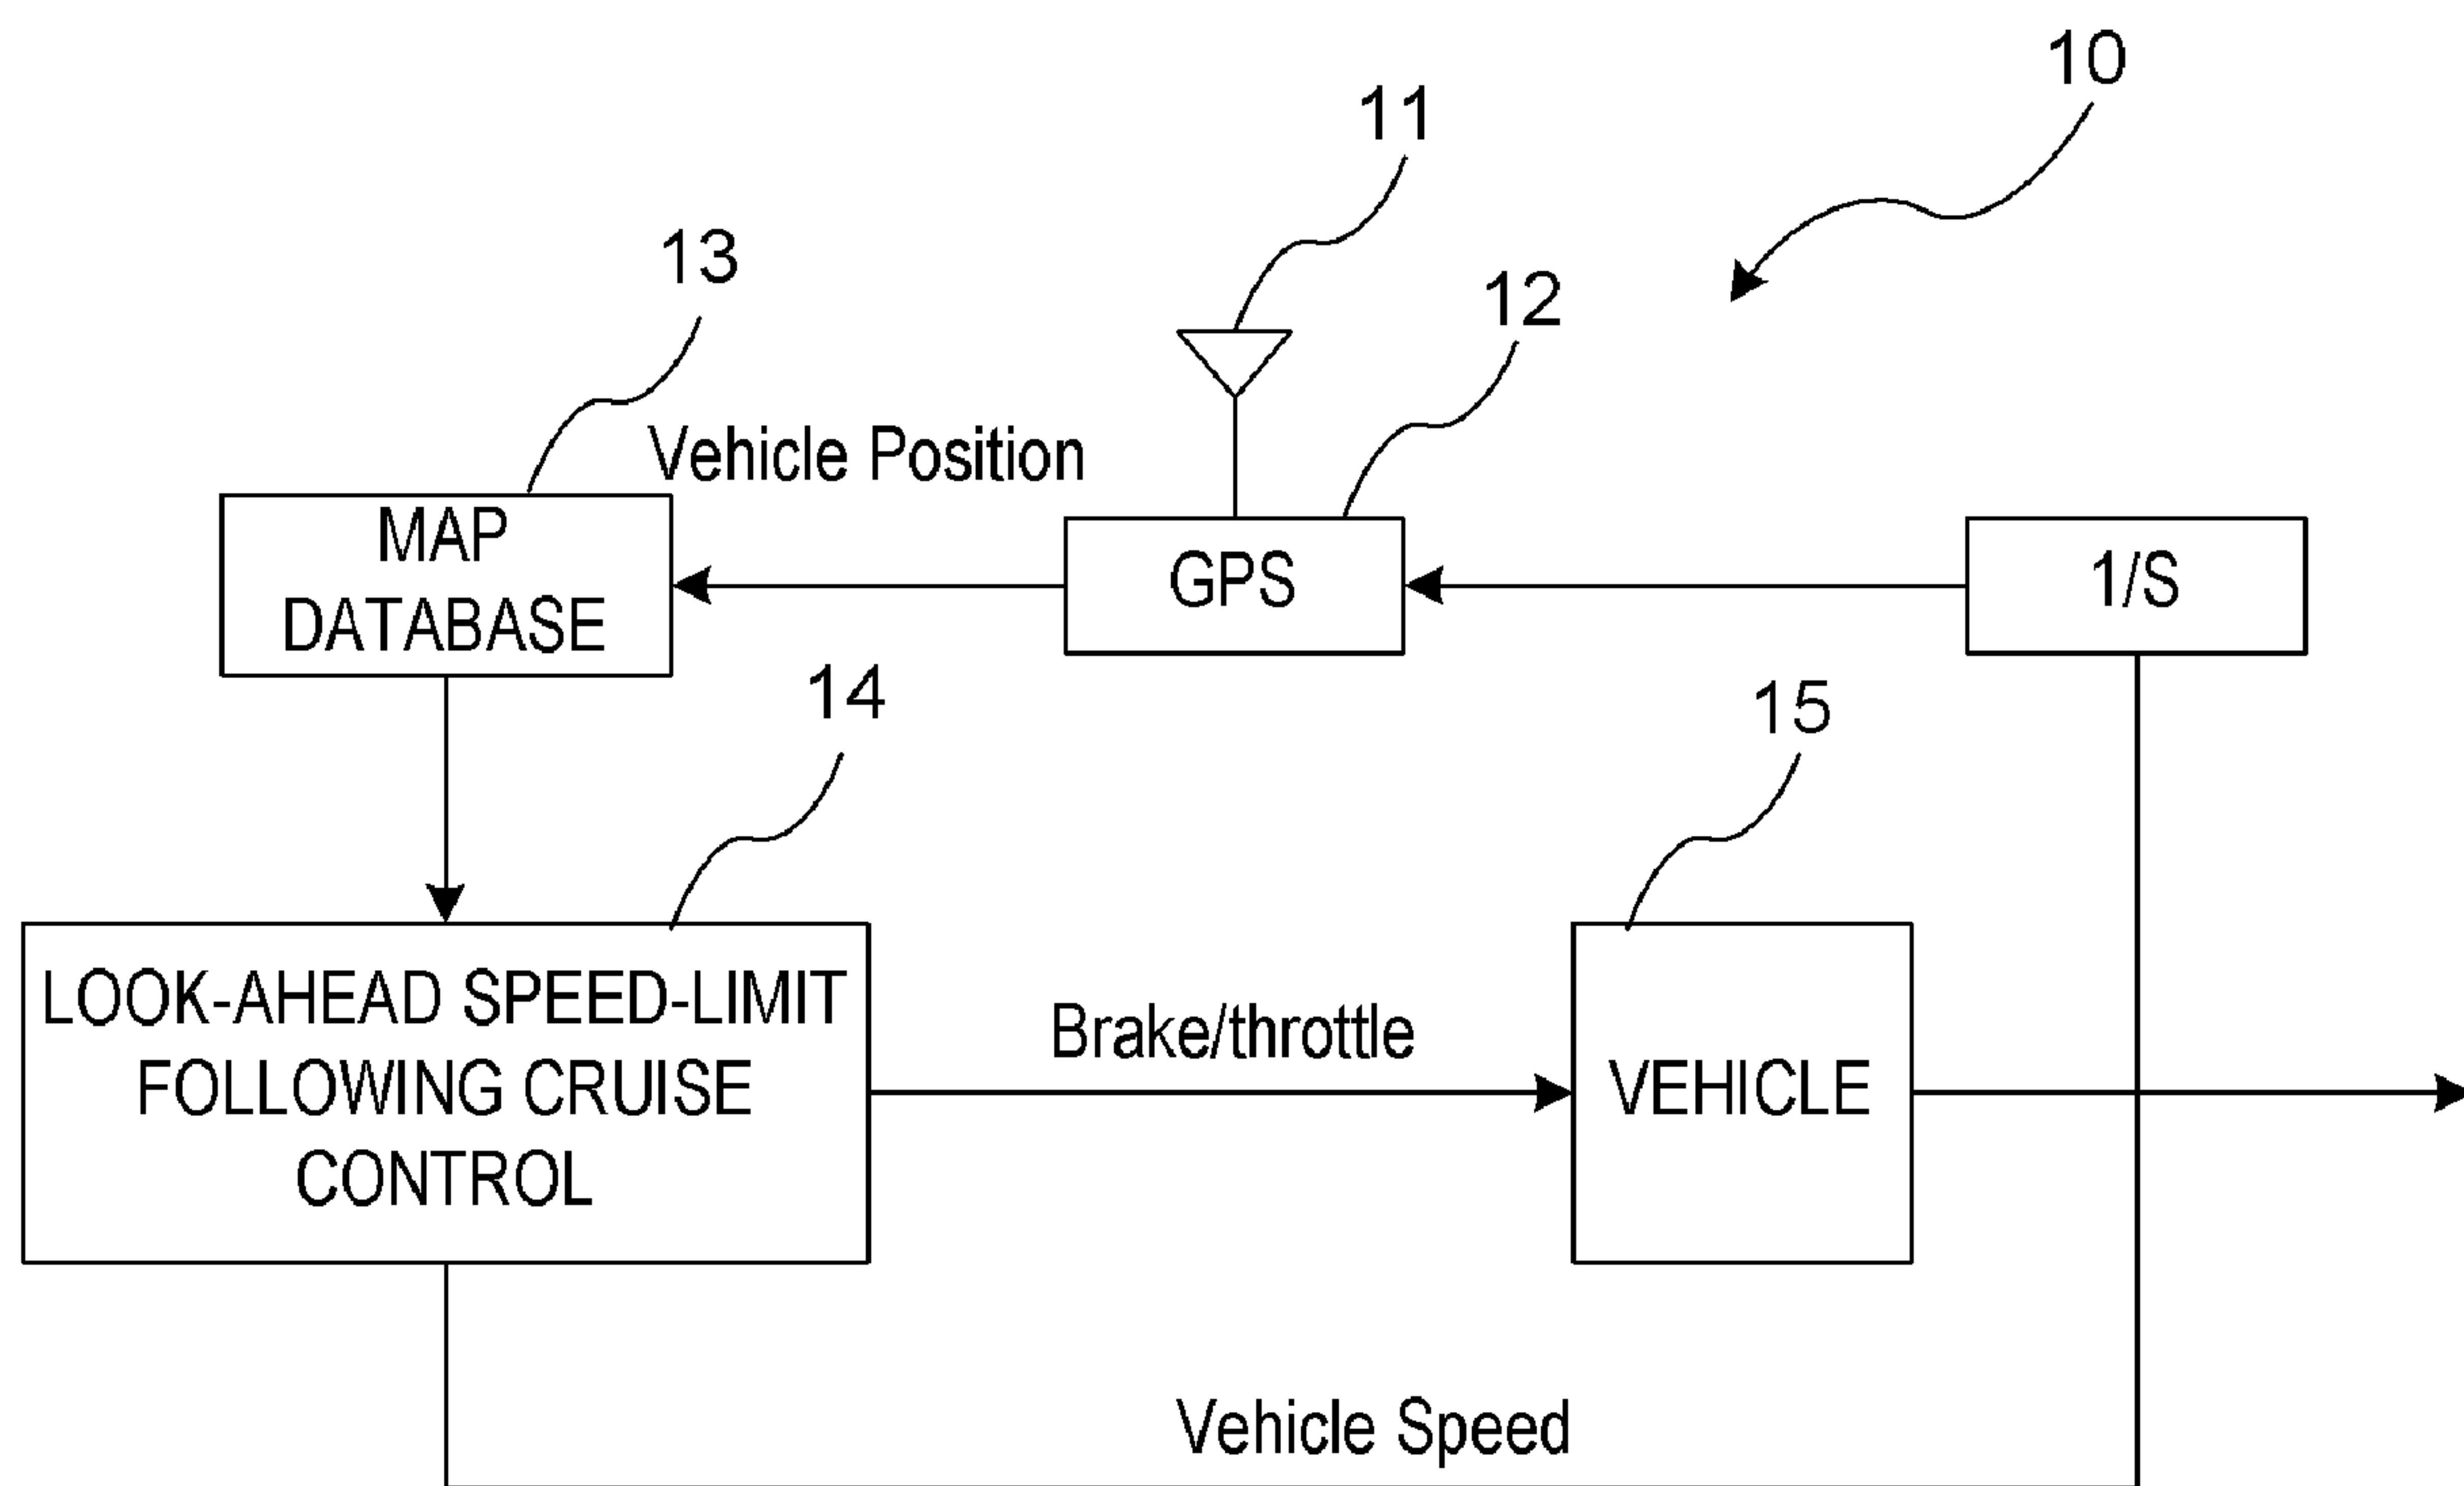 10
11
13
12
Vehicle Position
MAP
DATABASE
GPS
1/S
14
15
LOOK-AHEAD SPEED-LIMIT
FOLLOWING CRUISE
CONTROL
Brake/throttle
VEHICLE
Vehicle Speed